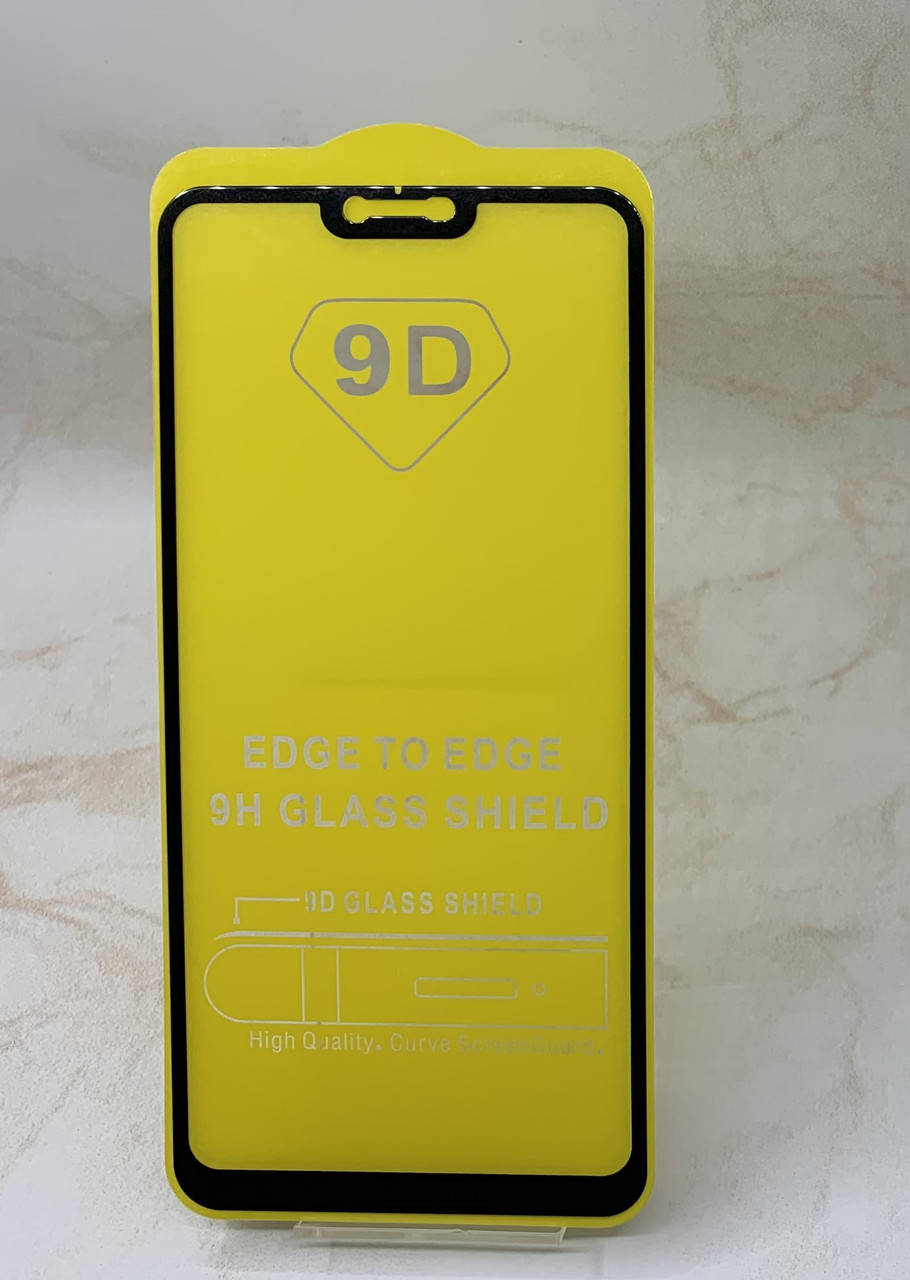 9D
EDGE TO EDGE
9H GLASS SHIELD
9D GLASS SHIELD
High Quality. Curve ScreenGuard.